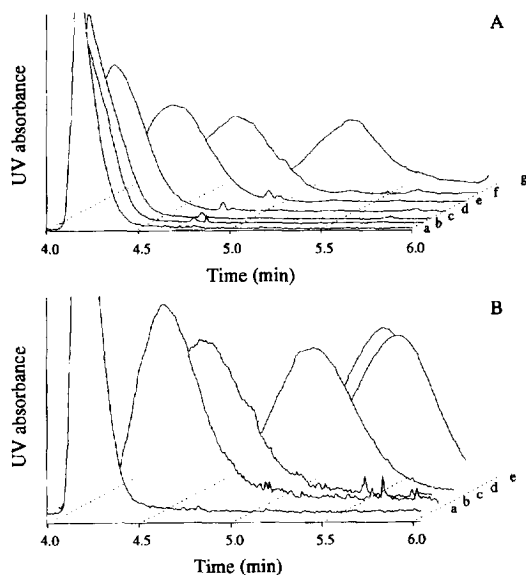 A
UV absorbance
a b c d e f g
4.0 4.5 5.0 5.5 6.0
Time (min)
B
UV absorbance
a b c d e
4.0 4.5 5.0 5.5 6.0
Time (min)